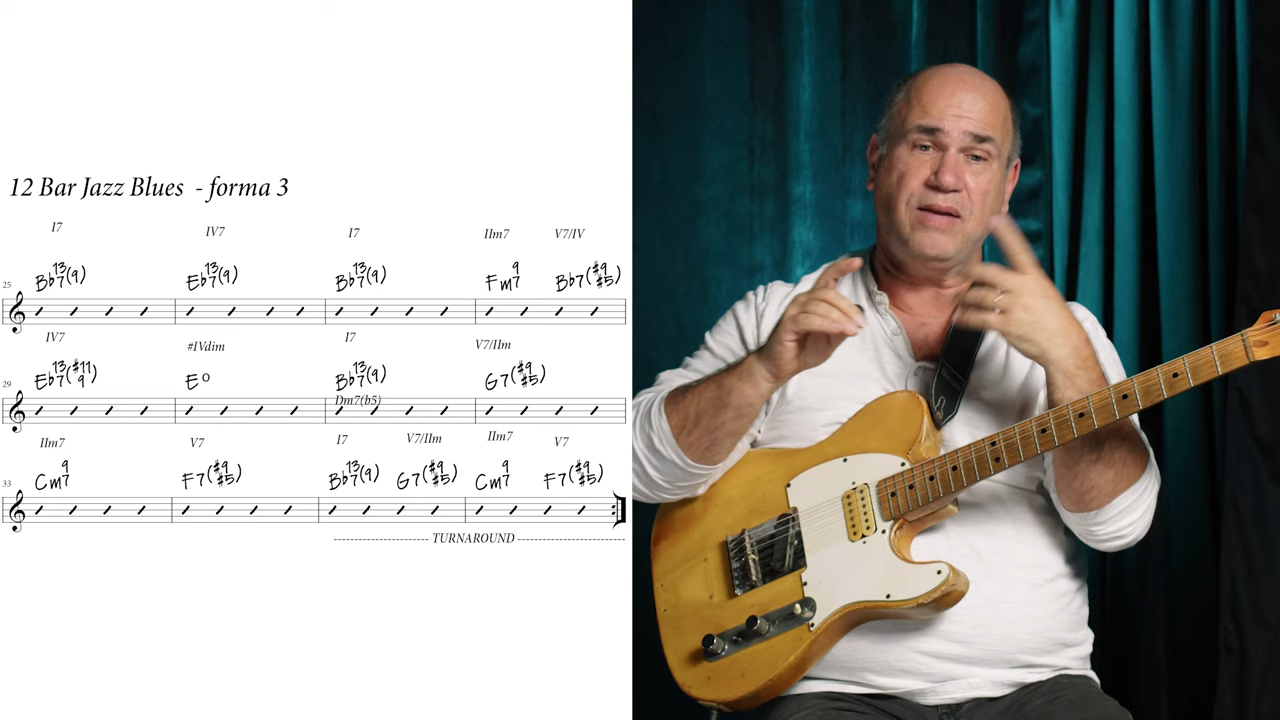 12 Bar Jazz Blues - forma 3
I7 IV7 I7 IIm7 V7/IV
25 Bb7 13(9) Eb7 13(9) Bb7 13(9) Fm7 9 Bb7(#9 #5)
IV7 #IVdim I7 V7/IIm
29 Eb7 13(#11 9) Eo Bb7 13(9) G7(#9 #5)
Dm7(b5)
IIm7 V7 I7 V7/IIm IIm7 V7
33 Cm7 9 F7(#9 #5) Bb7 13(9) G7(#9 #5) Cm7 9 F7(#9 #5)
TURNAROUND